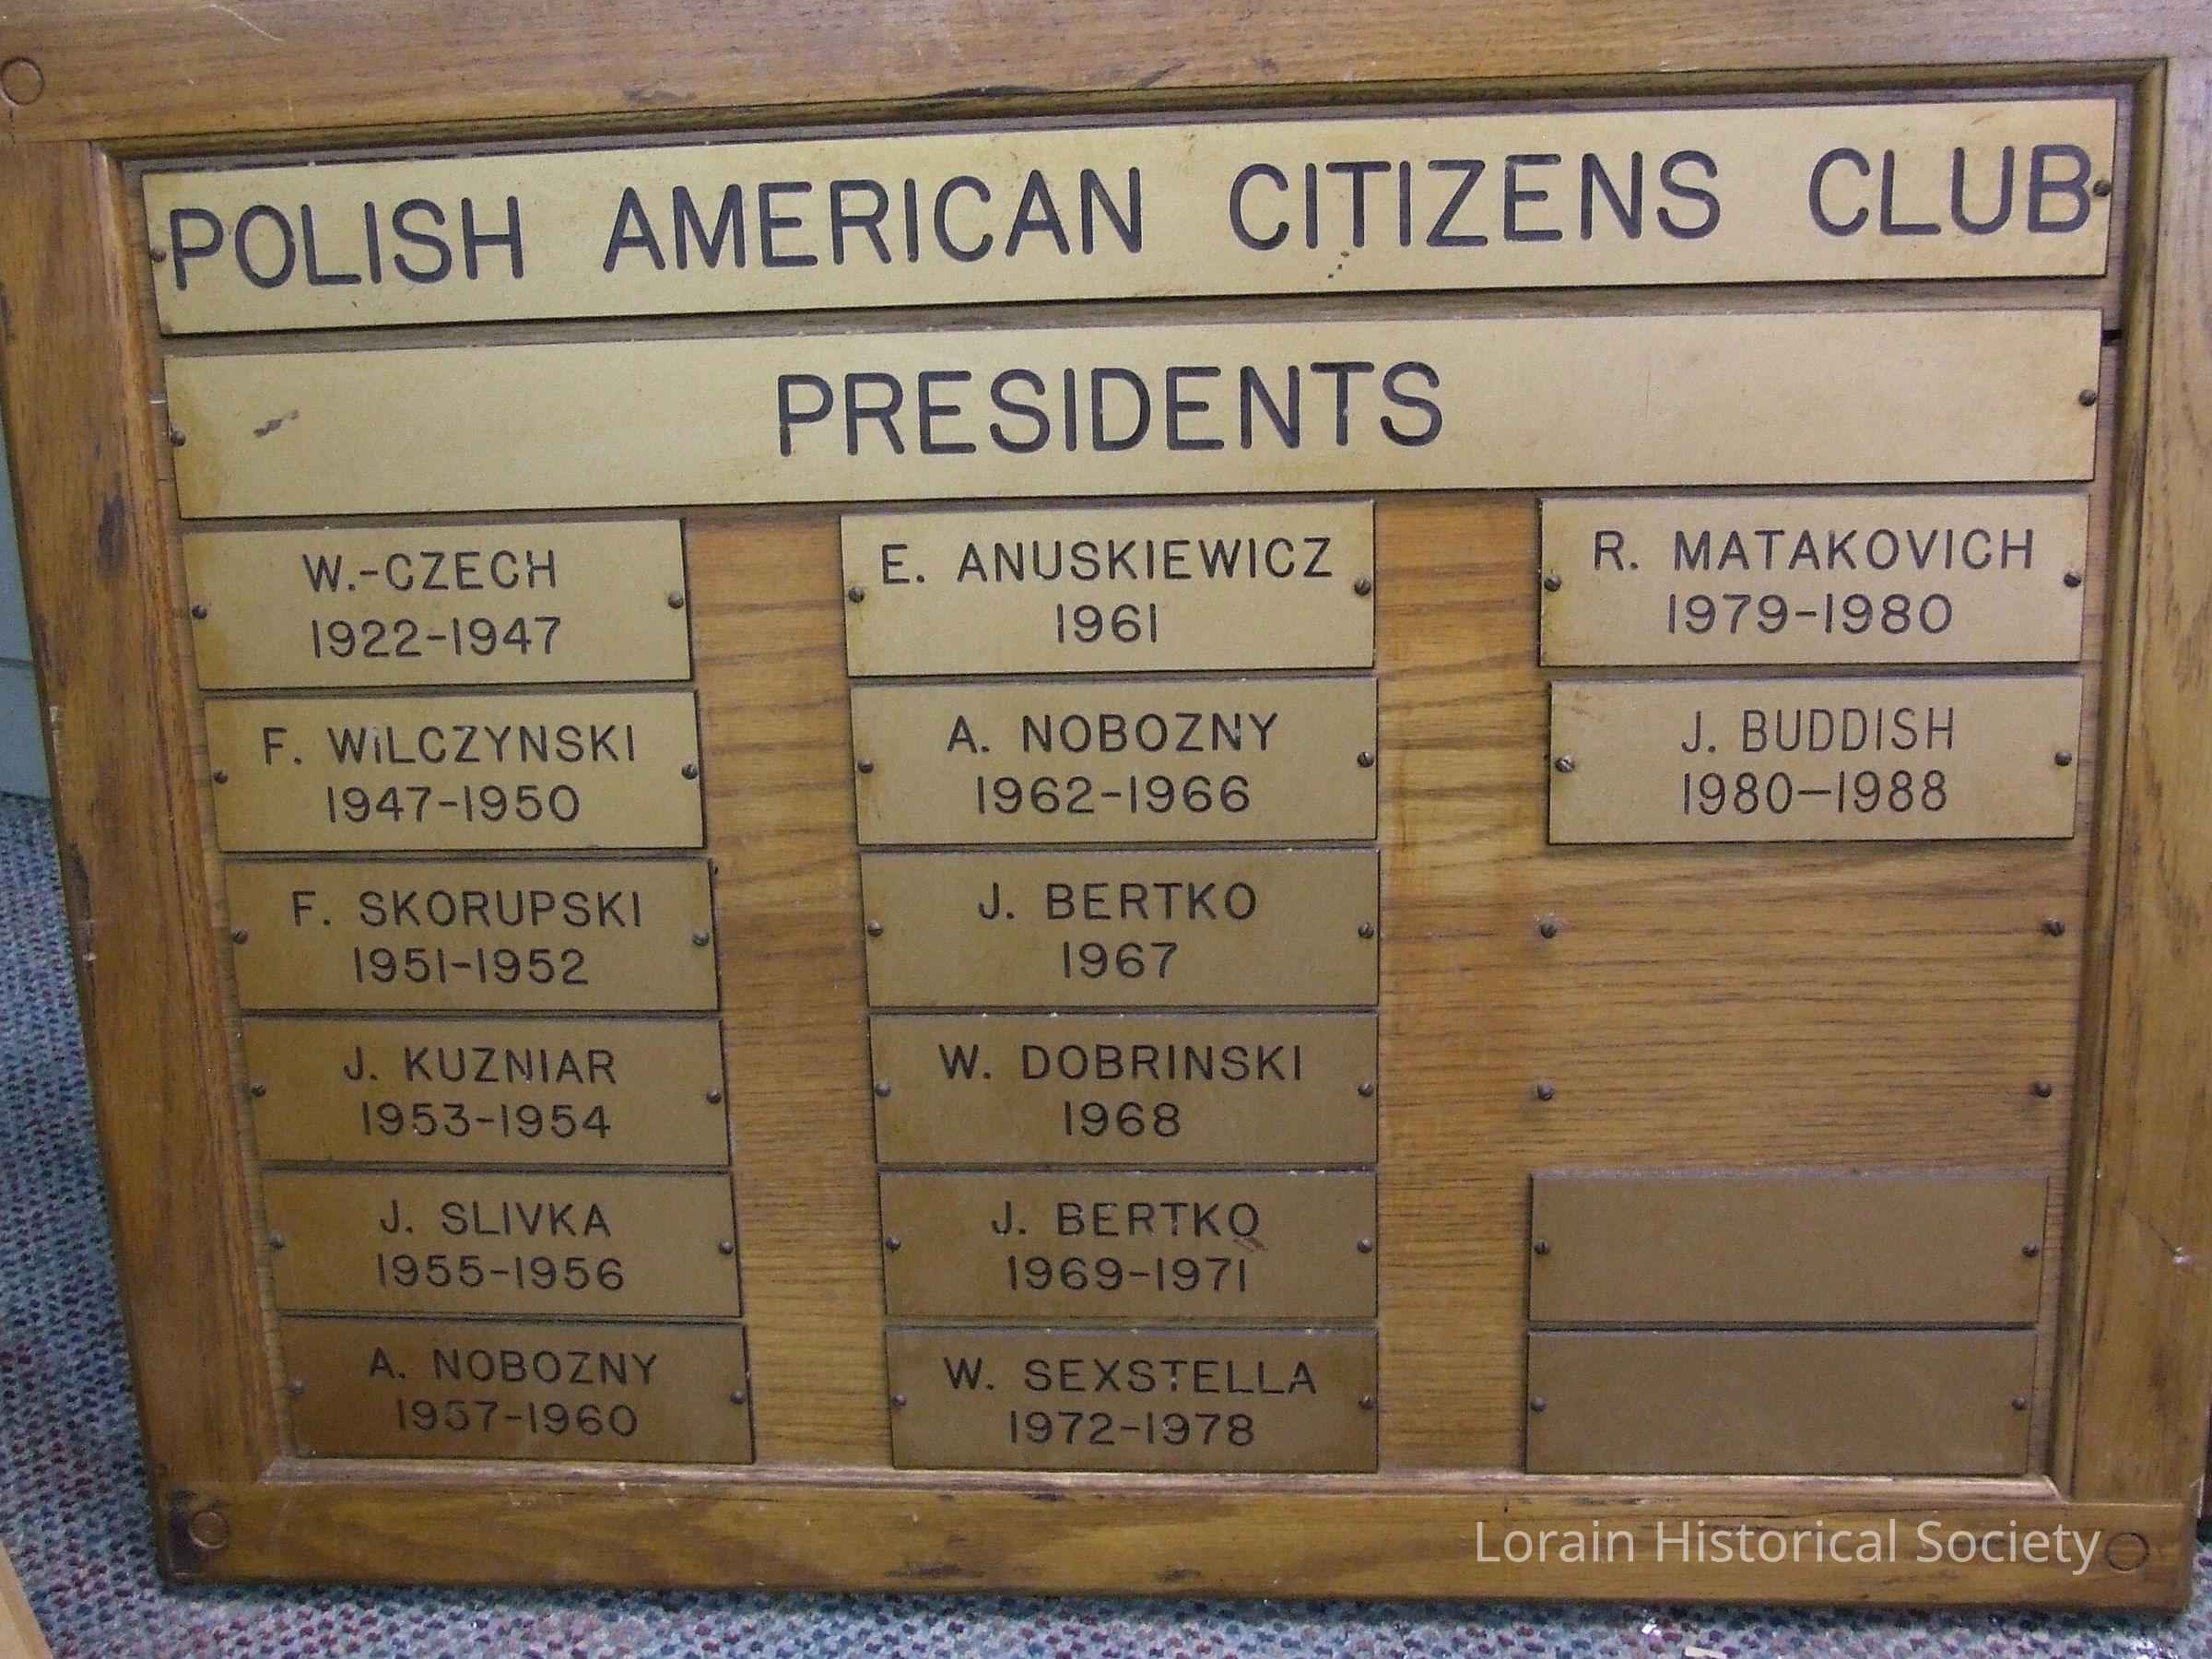 POLISH AMERICAN CITIZENS CLUB
PRESIDENTS
W.-CZECH
1922-1947
F. WiLCZYNSKI
1947-1950
F. SKORUPSKI
1951-1952
J. KUZNIAR
1953-1954
J. SLIVKA
1955-1956
A. NOBOZNY
1957-1960
E. ANUSKIEWICZ
1961
A. NOBOZNY
1962-1966
J. BERTKO
1967
W. DOBRINSKI
1968
J. BERTKO
1969-1971
W. SEXSTELLA
1972-1978
R. MATAKOVICH
1979-1980
J. BUDDISH
1980-1988
Lorain Historical Society